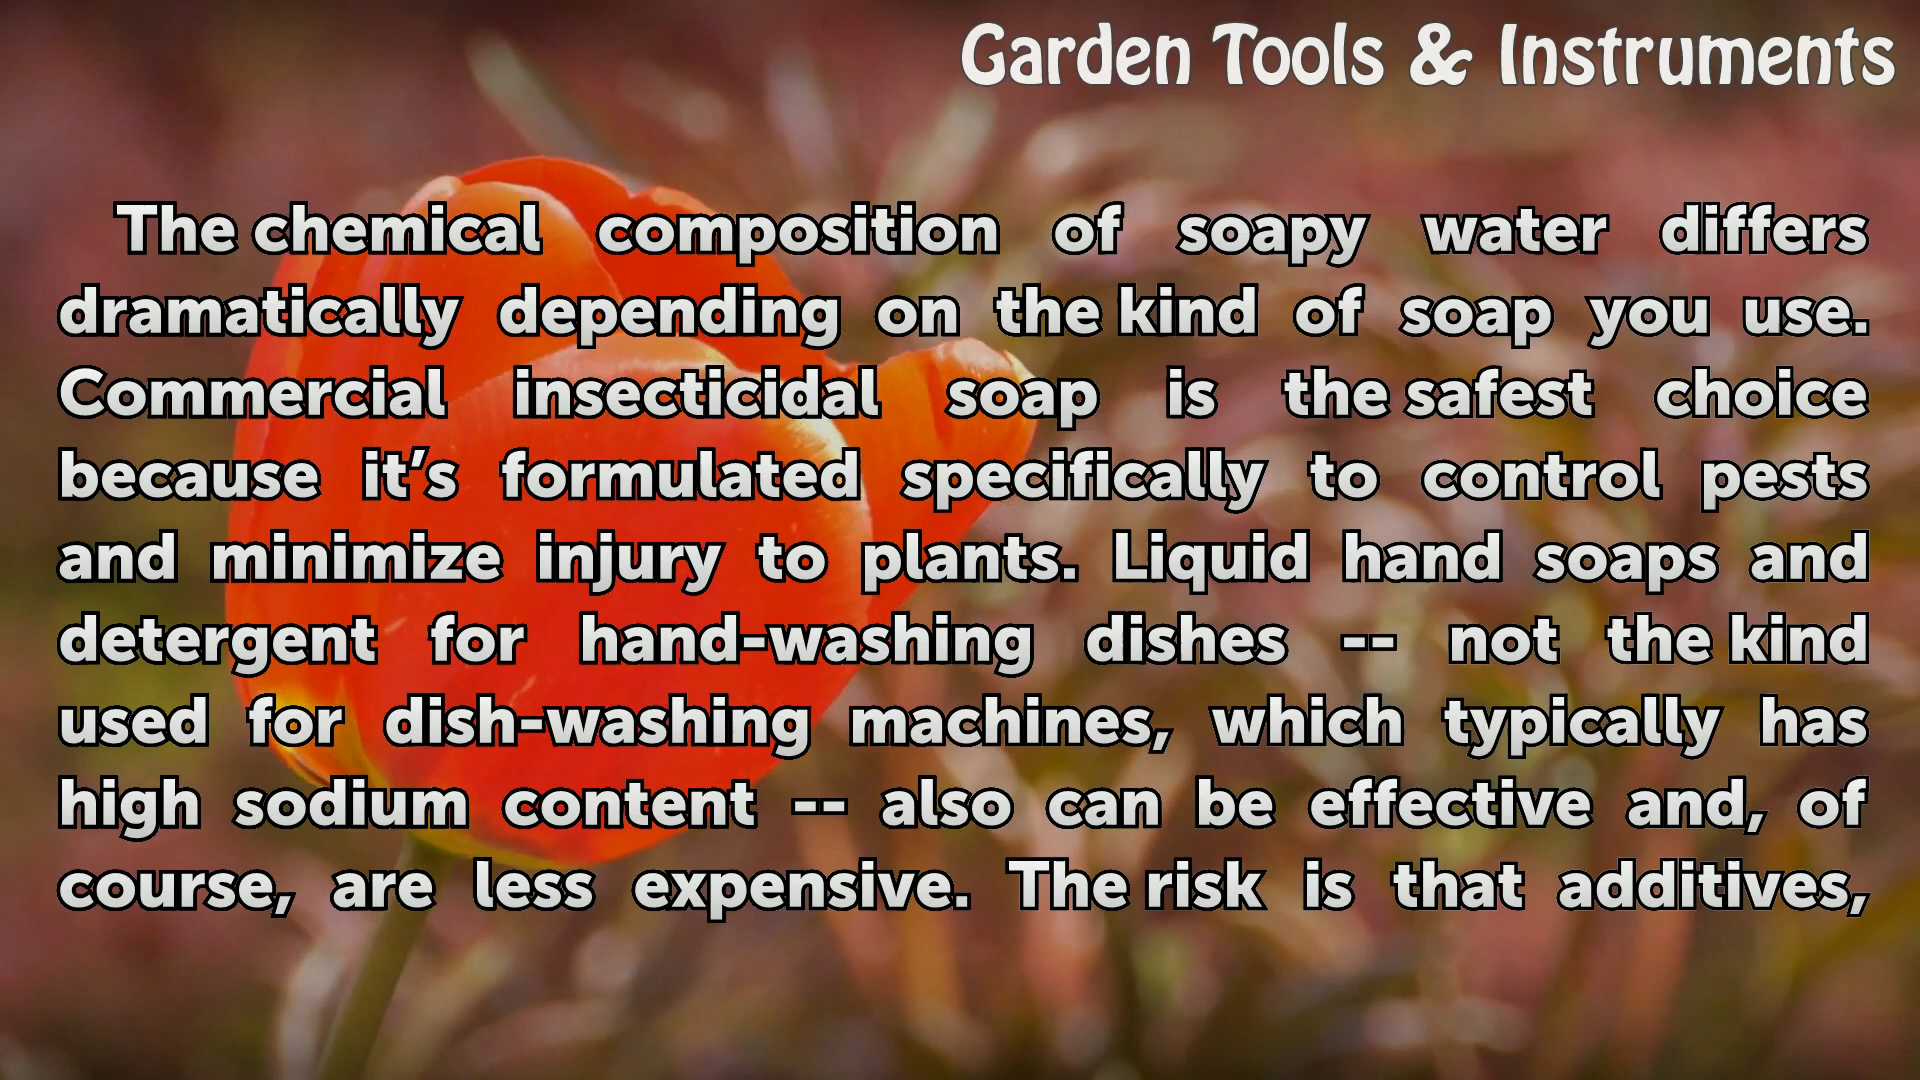 Garden Tools & Instruments
The chemical composition of soapy water differs
dramatically depending on the kind of soap you use.
Commercial insecticidal soap is the safest choice
because it’s formulated specifically to control pests
and minimize injury to plants. Liquid hand soaps and
detergent for hand-washing dishes -- not the kind
used for dish-washing machines, which typically has
high sodium content -- also can be effective and, of
course, are less expensive. The risk is that additives,